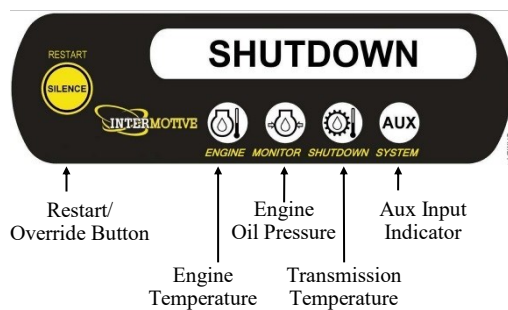 RESTART
SHUTDOWN
SILENCE
INTERMOTIVE
AUX
ENGINE MONITOR SHUTDOWN SYSTEM
Restart/
Override Button
Engine
Oil Pressure
Aux Input
Indicator
Engine
Temperature
Transmission
Temperature